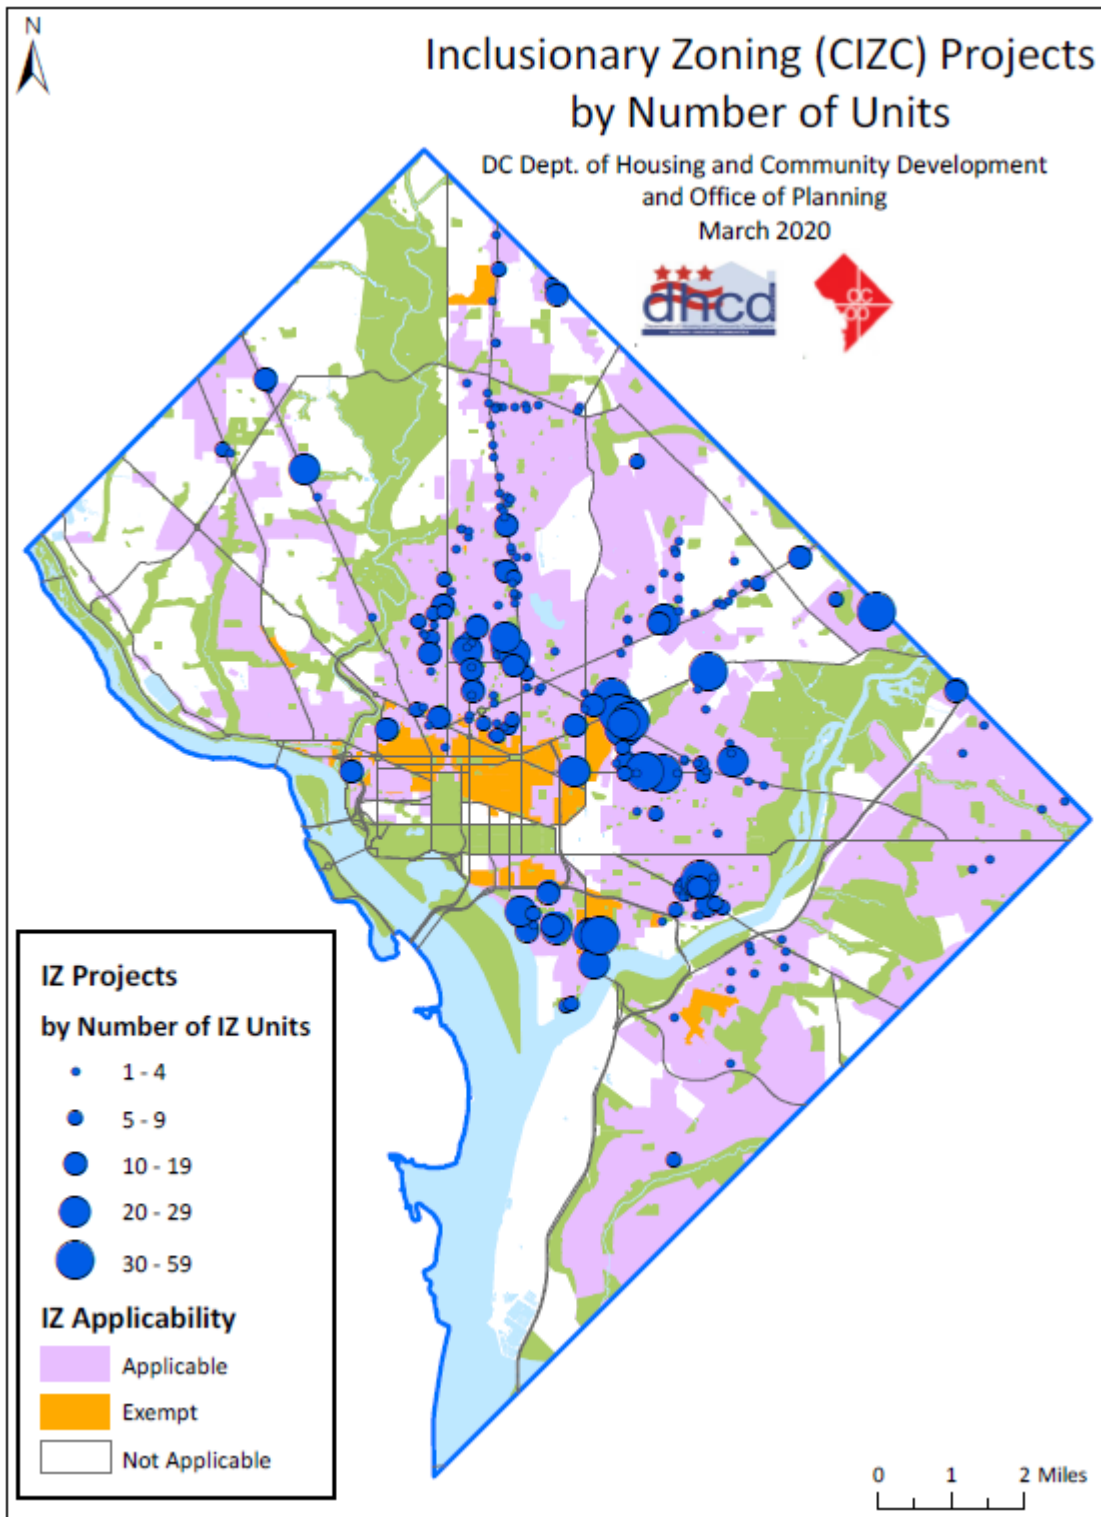 N
Inclusionary Zoning (CIZC) Projects
by Number of Units
DC Dept. of Housing and Community Development
and Office of Planning
March 2020
dhcd
dc
op
IZ Projects
by Number of IZ Units
1 - 4
5 - 9
10 - 19
20 - 29
30 - 59
IZ Applicability
Applicable
Exempt
Not Applicable
0 1 2 Miles